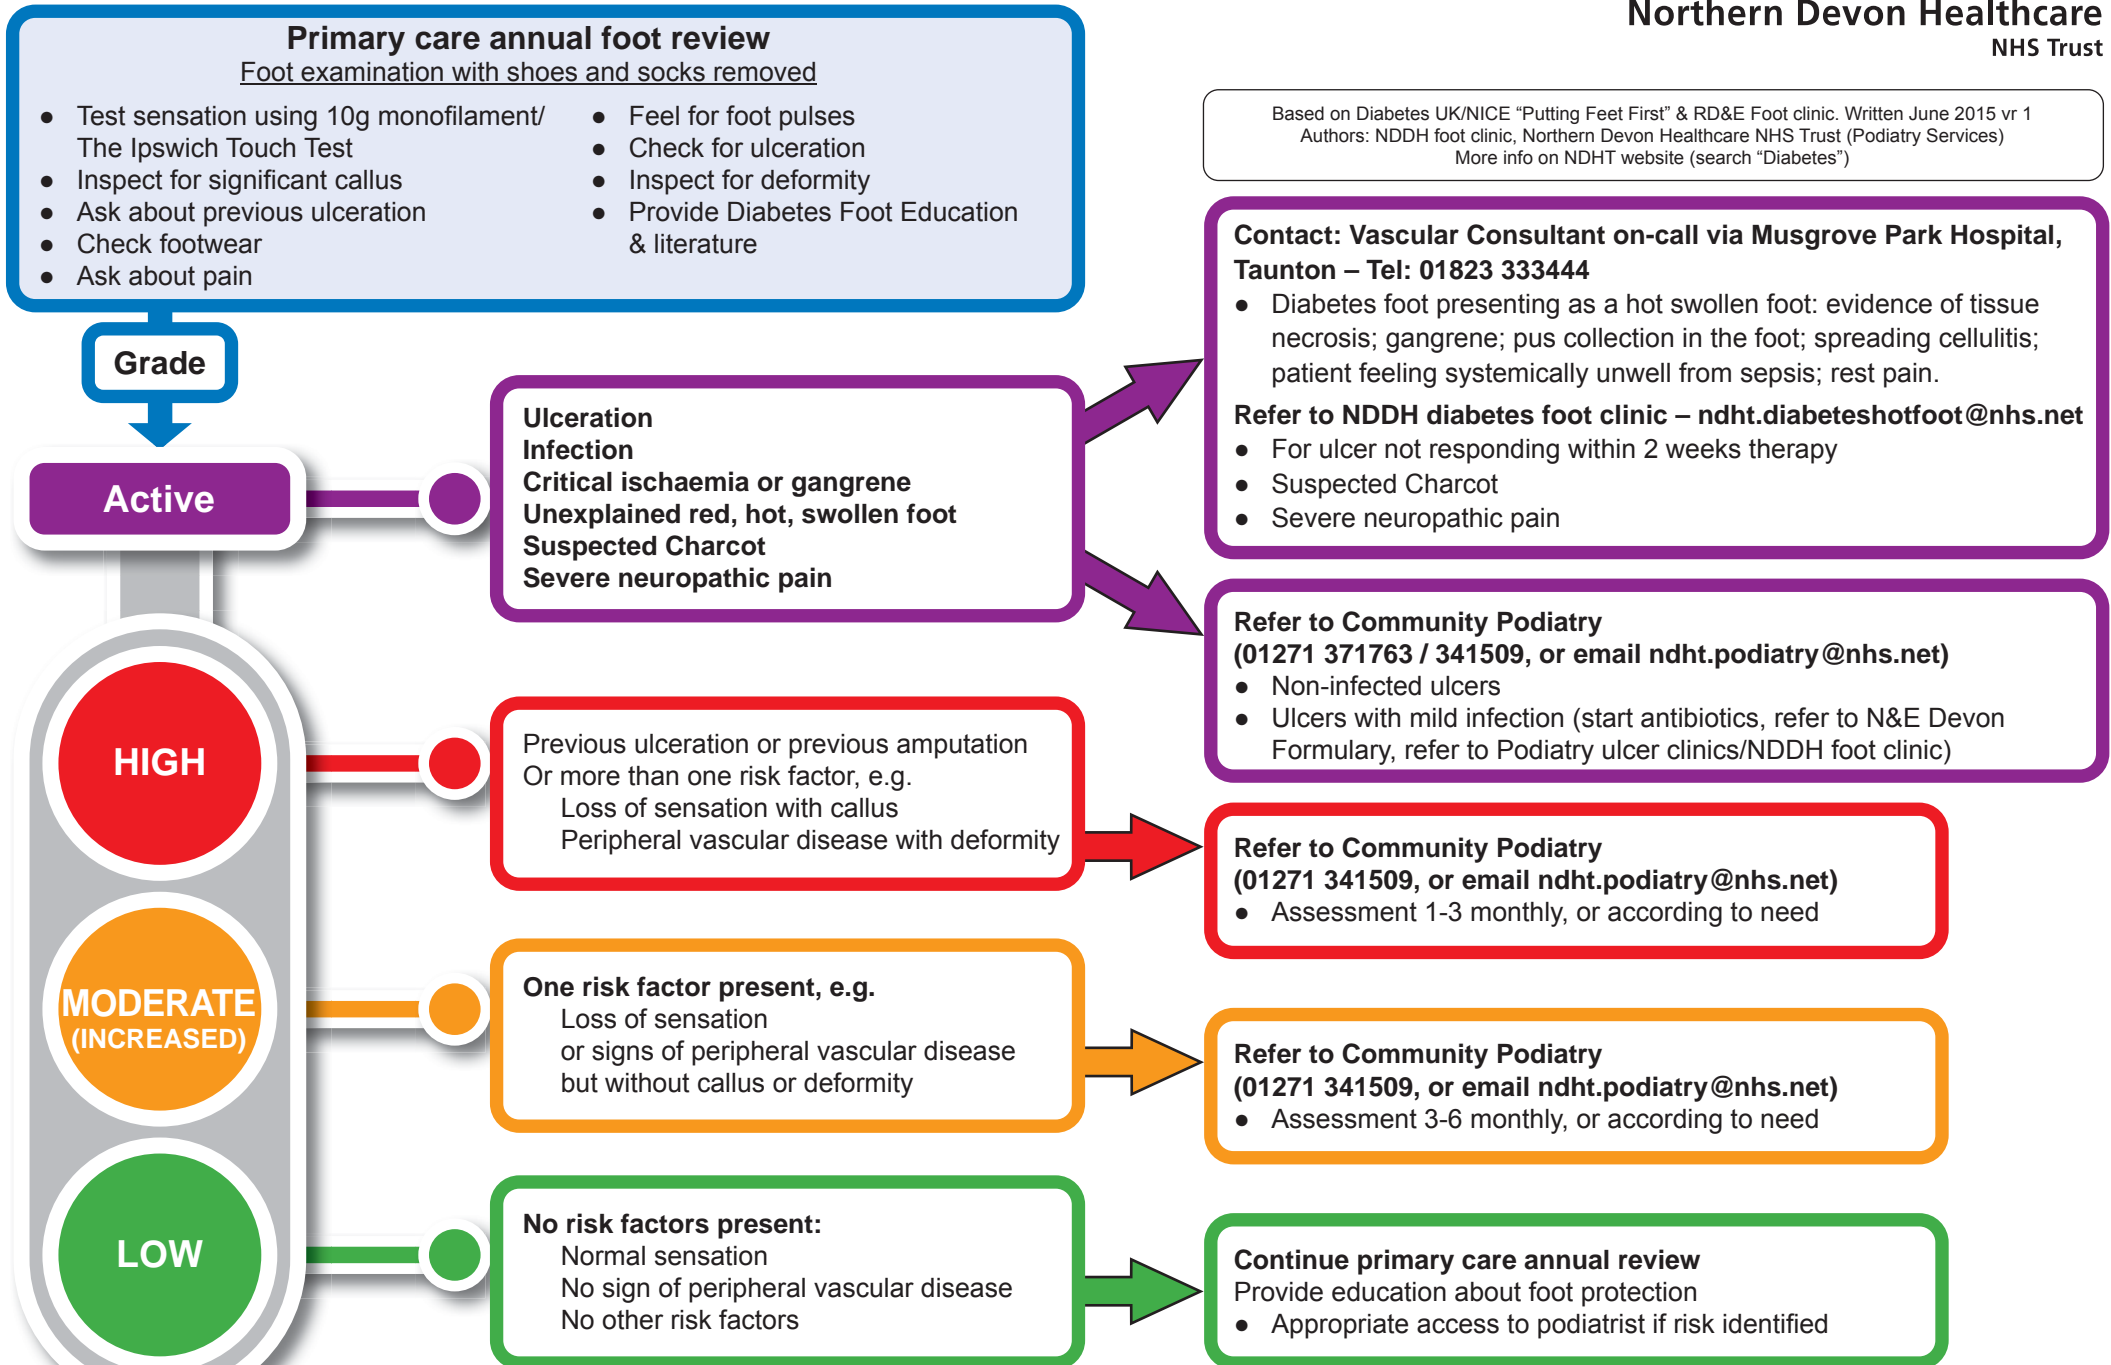 Northern Devon Healthcare
NHS Trust
Primary care annual foot review
Foot examination with shoes and socks removed
● Test sensation using 10g monofilament/
The Ipswich Touch Test
● Inspect for significant callus
● Ask about previous ulceration
● Check footwear
● Ask about pain
● Feel for foot pulses
● Check for ulceration
● Inspect for deformity
● Provide Diabetes Foot Education
& literature
Based on Diabetes UK/NICE “Putting Feet First” & RD&E Foot clinic. Written June 2015 vr 1
Authors: NDDH foot clinic, Northern Devon Healthcare NHS Trust (Podiatry Services)
More info on NDHT website (search “Diabetes”)
Grade
Active
Ulceration
Infection
Critical ischaemia or gangrene
Unexplained red, hot, swollen foot
Suspected Charcot
Severe neuropathic pain
Contact: Vascular Consultant on-call via Musgrove Park Hospital,
Taunton – Tel: 01823 333444
● Diabetes foot presenting as a hot swollen foot: evidence of tissue
necrosis; gangrene; pus collection in the foot; spreading cellulitis;
patient feeling systemically unwell from sepsis; rest pain.
Refer to NDDH diabetes foot clinic – ndht.diabeteshotfoot@nhs.net
● For ulcer not responding within 2 weeks therapy
● Suspected Charcot
● Severe neuropathic pain
Refer to Community Podiatry
(01271 371763 / 341509, or email ndht.podiatry@nhs.net)
● Non-infected ulcers
● Ulcers with mild infection (start antibiotics, refer to N&E Devon
Formulary, refer to Podiatry ulcer clinics/NDDH foot clinic)
HIGH
Previous ulceration or previous amputation
Or more than one risk factor, e.g.
Loss of sensation with callus
Peripheral vascular disease with deformity
Refer to Community Podiatry
(01271 341509, or email ndht.podiatry@nhs.net)
● Assessment 1-3 monthly, or according to need
MODERATE
(INCREASED)
One risk factor present, e.g.
Loss of sensation
or signs of peripheral vascular disease
but without callus or deformity
Refer to Community Podiatry
(01271 341509, or email ndht.podiatry@nhs.net)
● Assessment 3-6 monthly, or according to need
LOW
No risk factors present:
Normal sensation
No sign of peripheral vascular disease
No other risk factors
Continue primary care annual review
Provide education about foot protection
● Appropriate access to podiatrist if risk identified